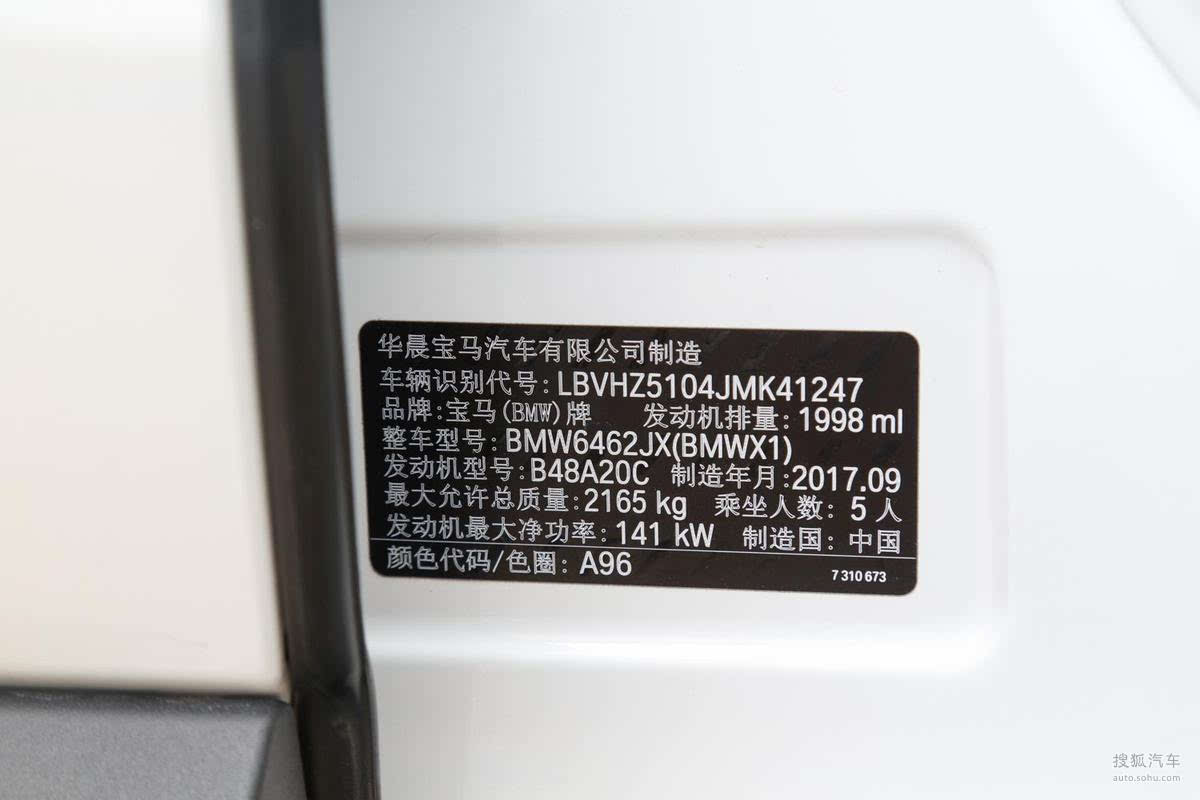 华晨宝马汽车有限公司制造
车辆识别代号:LBVHZ5104JMK41247
品牌:宝马(BMW)牌 发动机排量:1998 ml
整车型号:BMW6462JX(BMWX1)
发动机型号:B48A20C 制造年月:2017.09
最大允许总质量:2165 kg 乘坐人数: 5 人
发动机最大净功率:141 kW 制造国: 中国
颜色代码/色圈: A96 7 310 673
搜狐汽车
auto.sohu.com